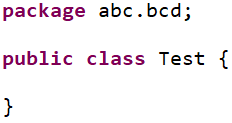 package abc.bcd;
public class Test {
}